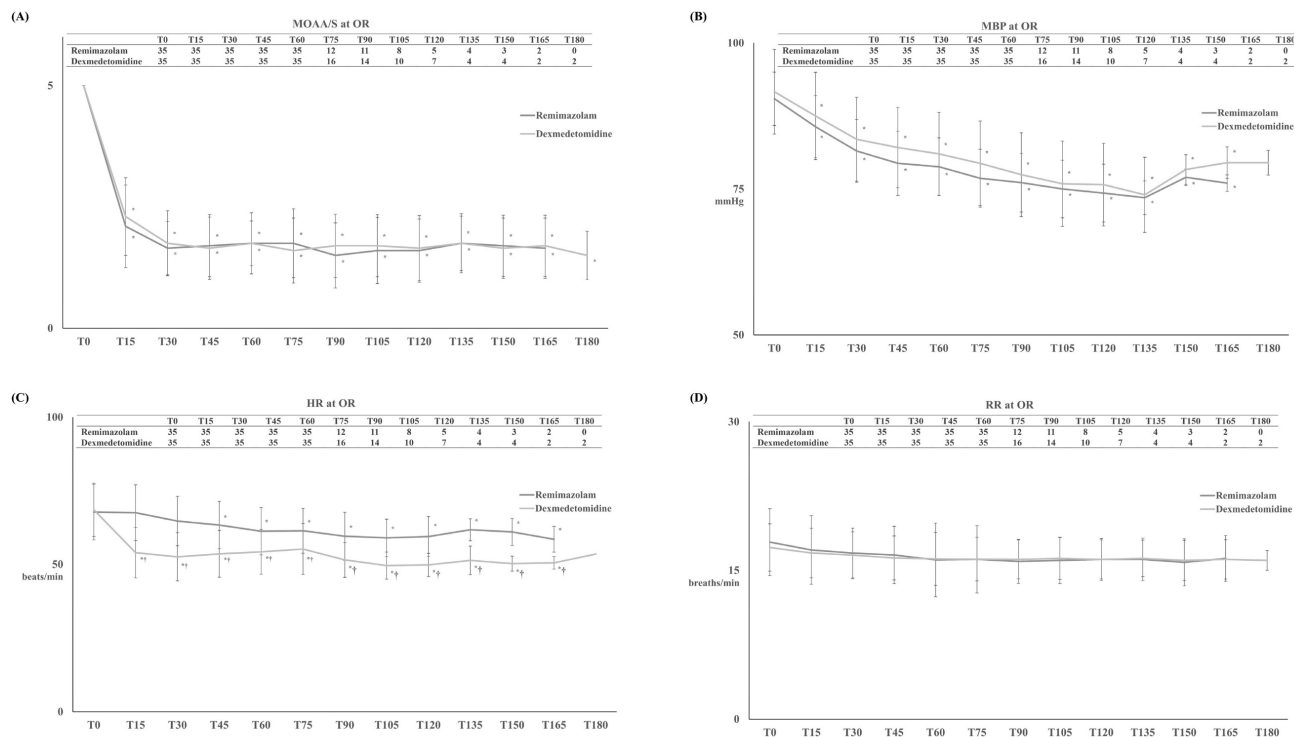 (A)
MOAA/S at OR
T0 T15 T30 T45 T60 T75 T90 T105 T120 T135 T150 T165 T180
Remimazolam 35 35 35 35 35 12 11 8 5 4 3 2 0
Dexmedetomidine 35 35 35 35 35 16 14 10 7 4 4 2 2
5
Remimazolam
Dexmedetomidine
* * * * * * * * * * * *
* * * * * * * * * * * * *
0
T0 T15 T30 T45 T60 T75 T90 T105 T120 T135 T150 T165 T180
(B)
MBP at OR
100
T0 T15 T30 T45 T60 T75 T90 T105 T120 T135 T150 T165 T180
Remimazolam 35 35 35 35 35 12 11 8 5 4 3 2 0
Dexmedetomidine 35 35 35 35 35 16 14 10 7 4 4 2 2
Remimazolam
Dexmedetomidine
* * * * * * * * * * * *
* * * * * * * * * * * *
75
mmHg
50
T0 T15 T30 T45 T60 T75 T90 T105 T120 T135 T150 T165 T180
(C)
HR at OR
100
T0 T15 T30 T45 T60 T75 T90 T105 T120 T135 T150 T165 T180
Remimazolam 35 35 35 35 35 12 11 8 5 4 3 2 0
Dexmedetomidine 35 35 35 35 35 16 14 10 7 4 4 2 2
Remimazolam
Dexmedetomidine
* * * * * * * * *
50
beats/min
*† *† *† *† *† *† *† *† *† *† *†
0
T0 T15 T30 T45 T60 T75 T90 T105 T120 T135 T150 T165 T180
(D)
RR at OR
30
T0 T15 T30 T45 T60 T75 T90 T105 T120 T135 T150 T165 T180
Remimazolam 35 35 35 35 35 12 11 8 5 4 3 2 0
Dexmedetomidine 35 35 35 35 35 16 14 10 7 4 4 2 2
Remimazolam
Dexmedetomidine
15
breaths/min
0
T0 T15 T30 T45 T60 T75 T90 T105 T120 T135 T150 T165 T180